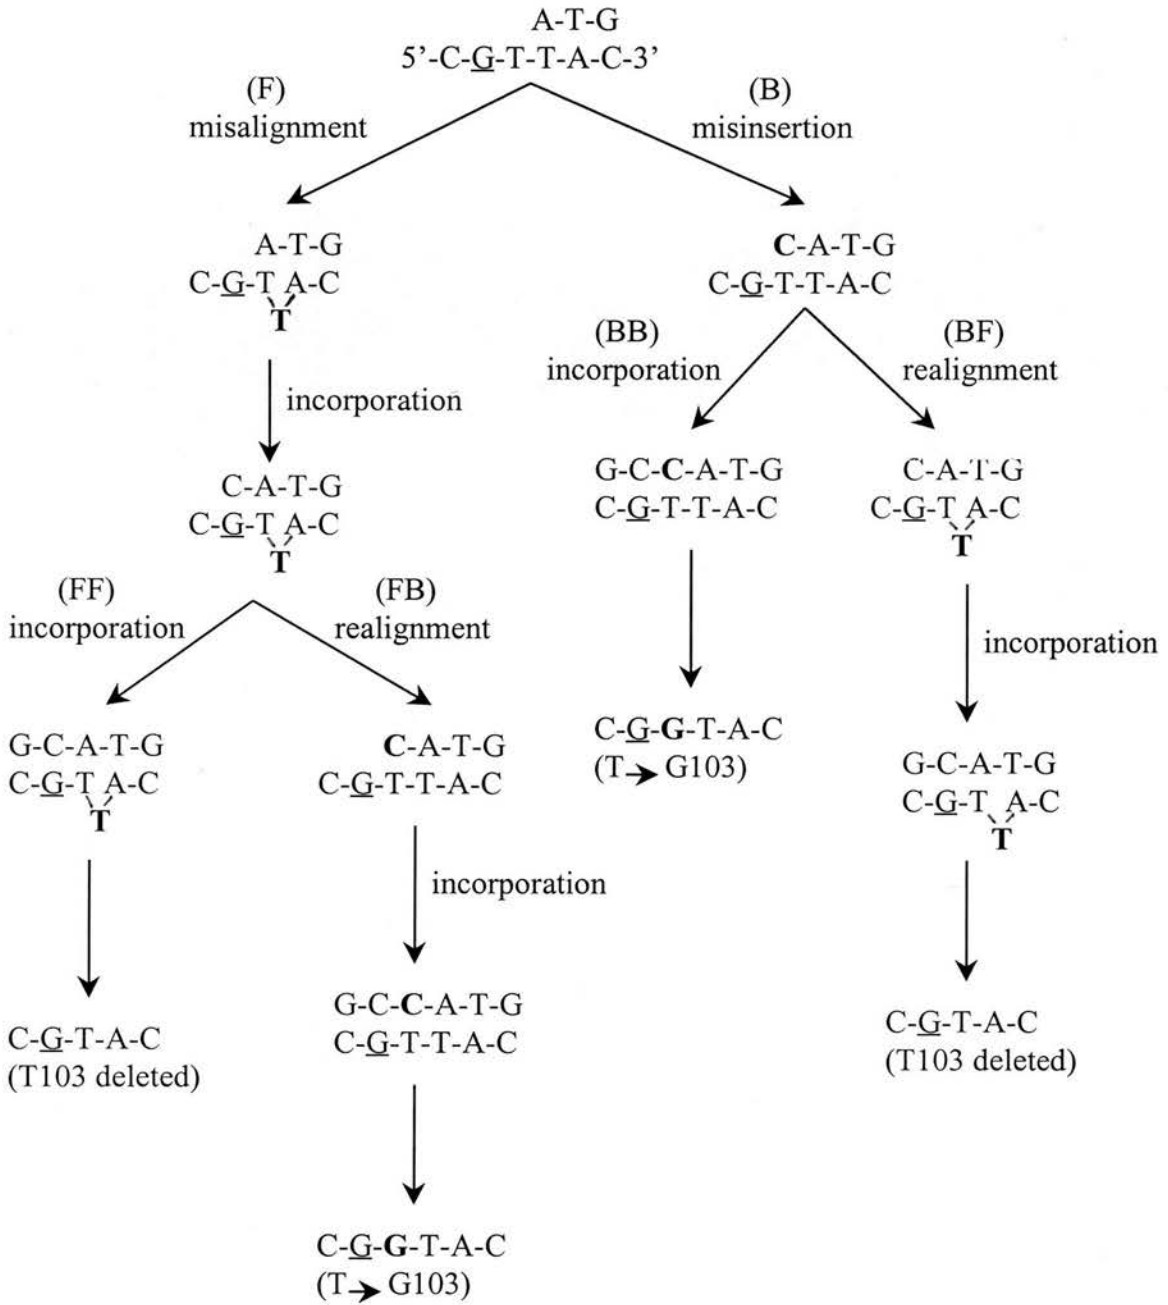 A-T-G
5’-C-G-T-T-A-C-3’
(F)
misalignment
(B)
misinsertion
A-T-G
C-G-T A-C
T
C-A-T-G
C-G-T-T-A-C
incorporation
(BB)
incorporation
(BF)
realignment
C-A-T-G
C-G-T A-C
T
G-C-C-A-T-G
C-G-T-T-A-C
C-A-T-G
C-G-T A-C
T
(FF)
incorporation
(FB)
realignment
incorporation
G-C-A-T-G
C-G-T A-C
T
C-A-T-G
C-G-T-T-A-C
C-G-G-T-A-C
(T→ G103)
G-C-A-T-G
C-G-T A-C
T
incorporation
C-G-T-A-C
(T103 deleted)
G-C-C-A-T-G
C-G-T-T-A-C
C-G-T-A-C
(T103 deleted)
C-G-G-T-A-C
(T→ G103)